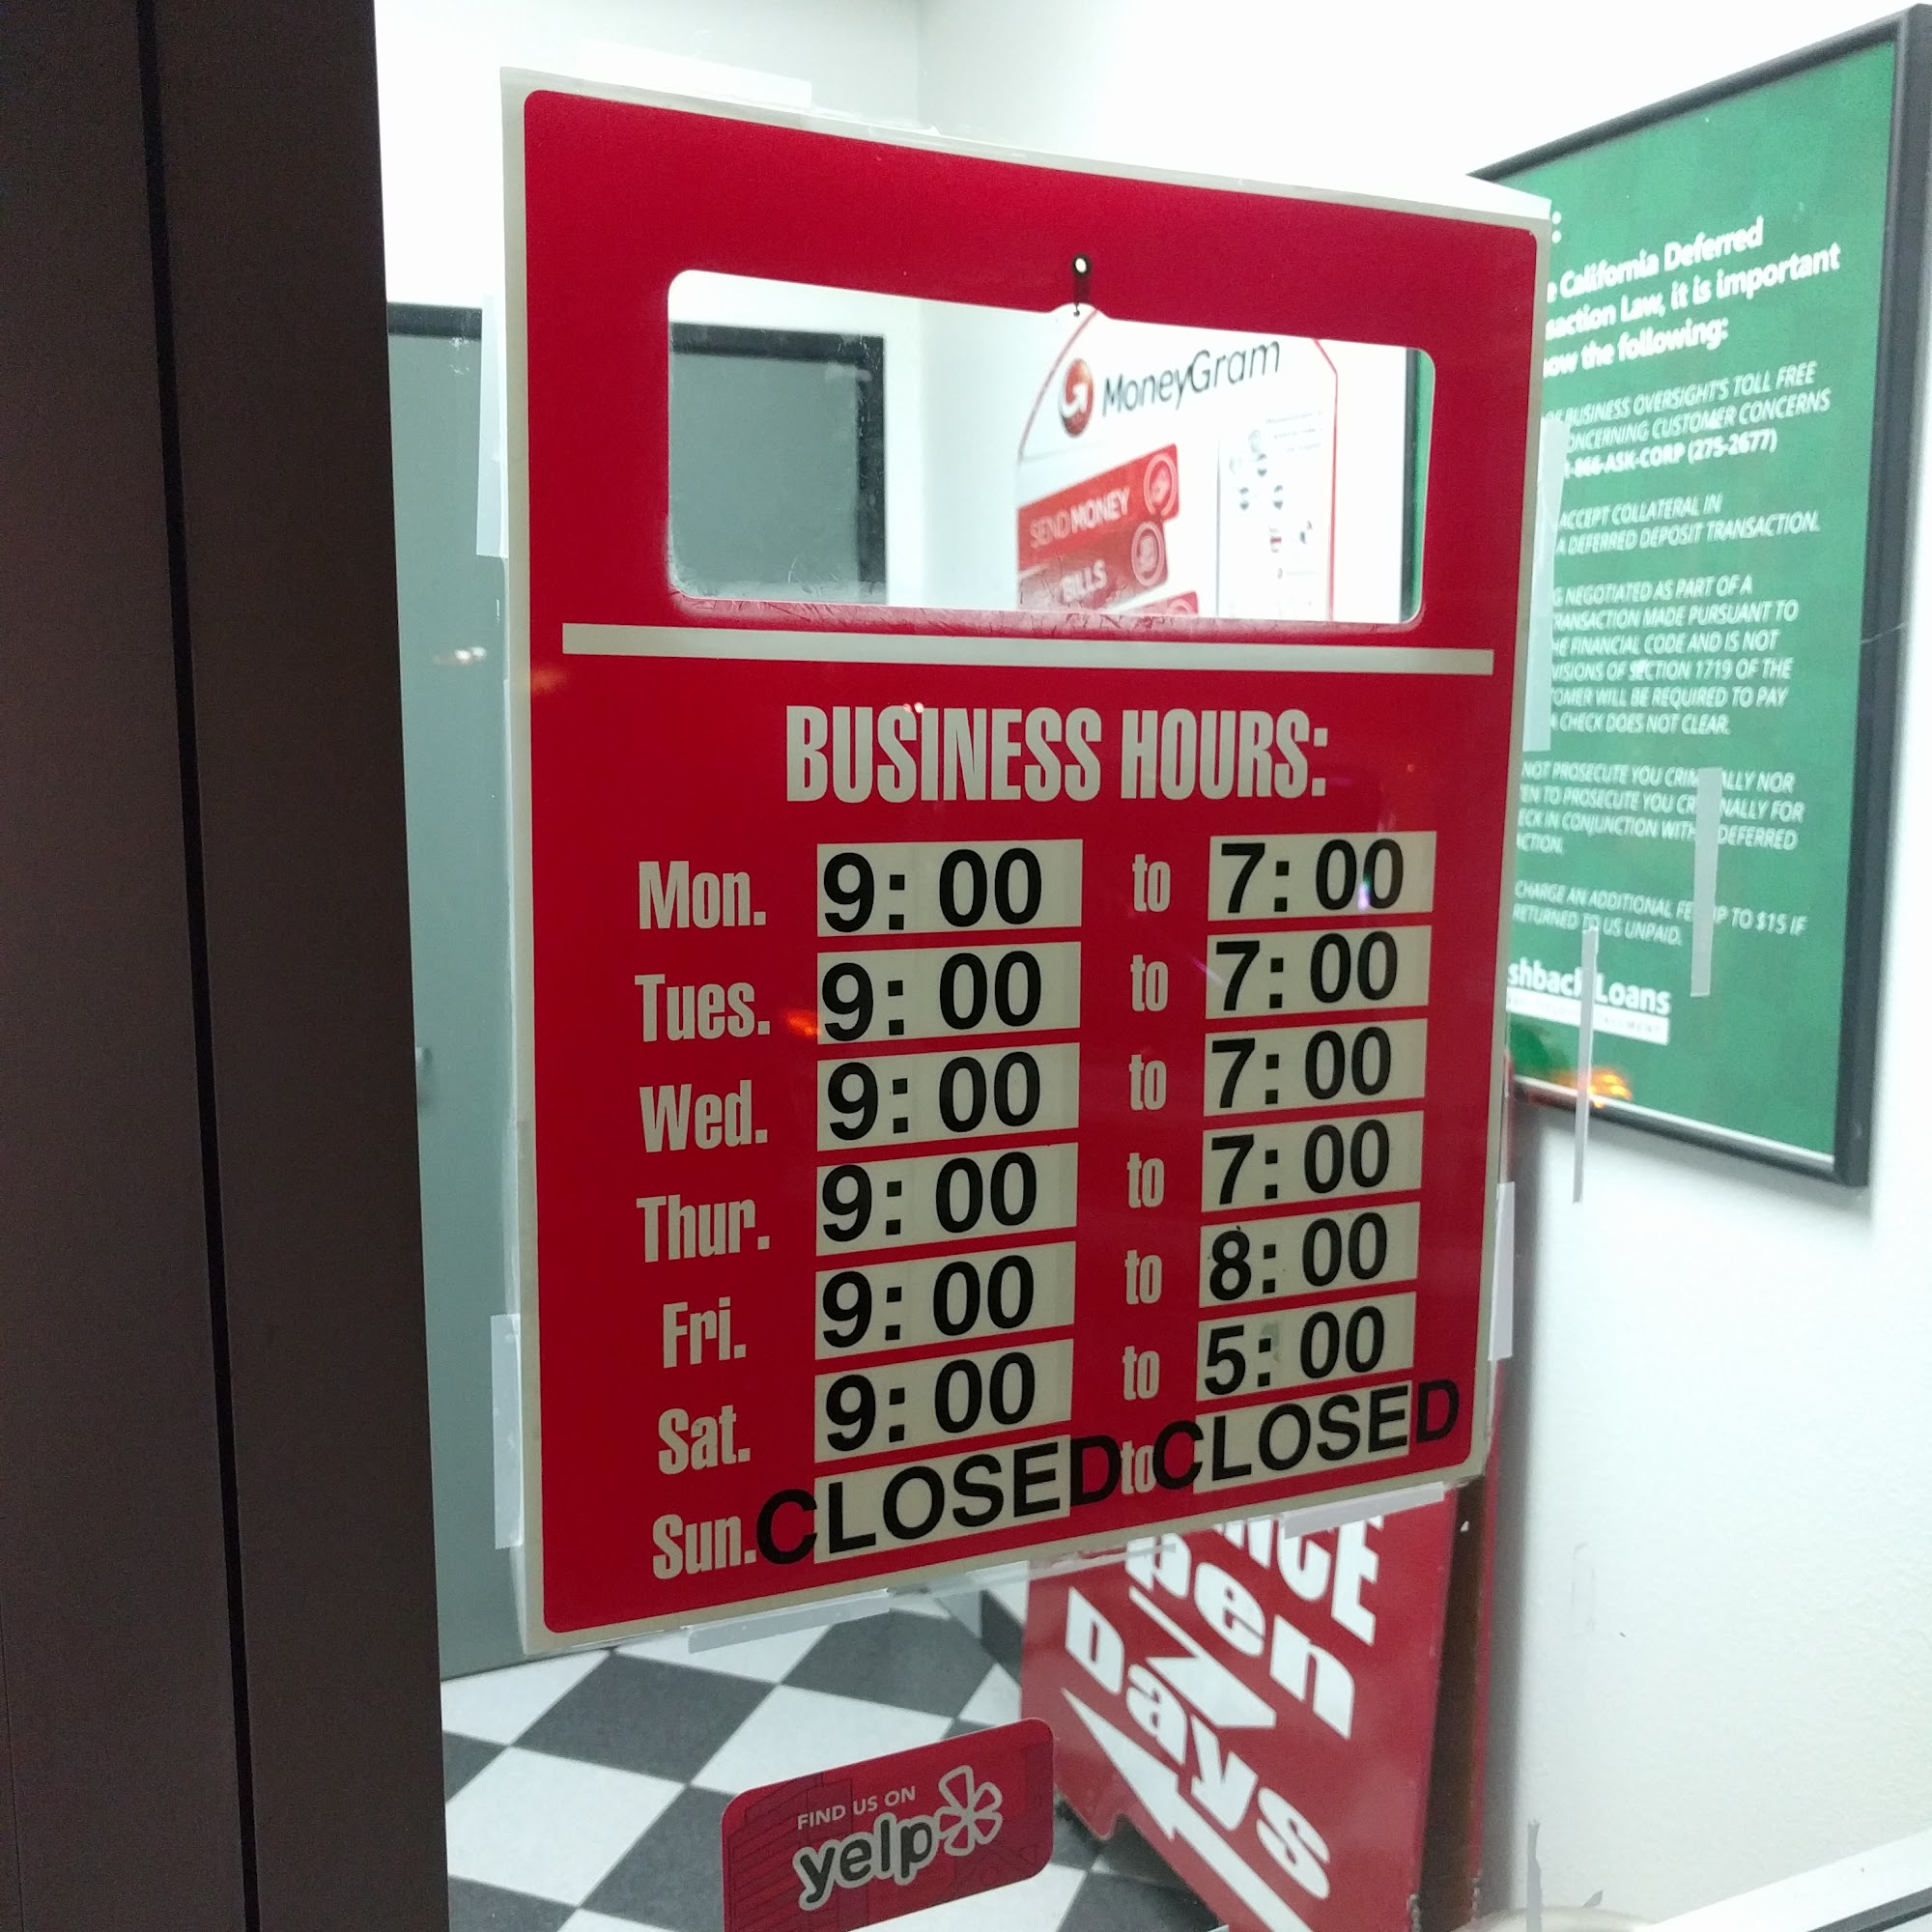 MoneyGram
SEND MONEY
BILLS
BUSINESS HOURS:
Mon. 9:00 to 7:00
Tues. 9:00 to 7:00
Wed. 9:00 to 7:00
Thur. 9:00 to 7:00
Fri. 9:00 to 8:00
Sat. 9:00 to 5:00
Sun. CLOSED to CLOSED
California Deferred
Law, it is important
the following:
BUSINESS OVERSIGHT'S TOLL FREE
CUSTOMER CONCERNS
1-866-ASK-CORP (275-2677)
ACCEPT COLLATERAL IN
A DEFERRED DEPOSIT TRANSACTION.
NEGOTIATED AS PART OF A
MADE PURSUANT TO
FINANCIAL CODE AND IS NOT
OF SECTION 1719 OF THE
WILL BE REQUIRED TO PAY
A CHECK DOES NOT CLEAR.
NOT PROSECUTE YOU NOR
TO PROSECUTE YOU FOR
IN CONJUNCTION WITH DEFERRED
CHARGE AN ADDITIONAL TO $15 IF
RETURNED TO US UNPAID.
Loans
Days
FIND US ON
yelp